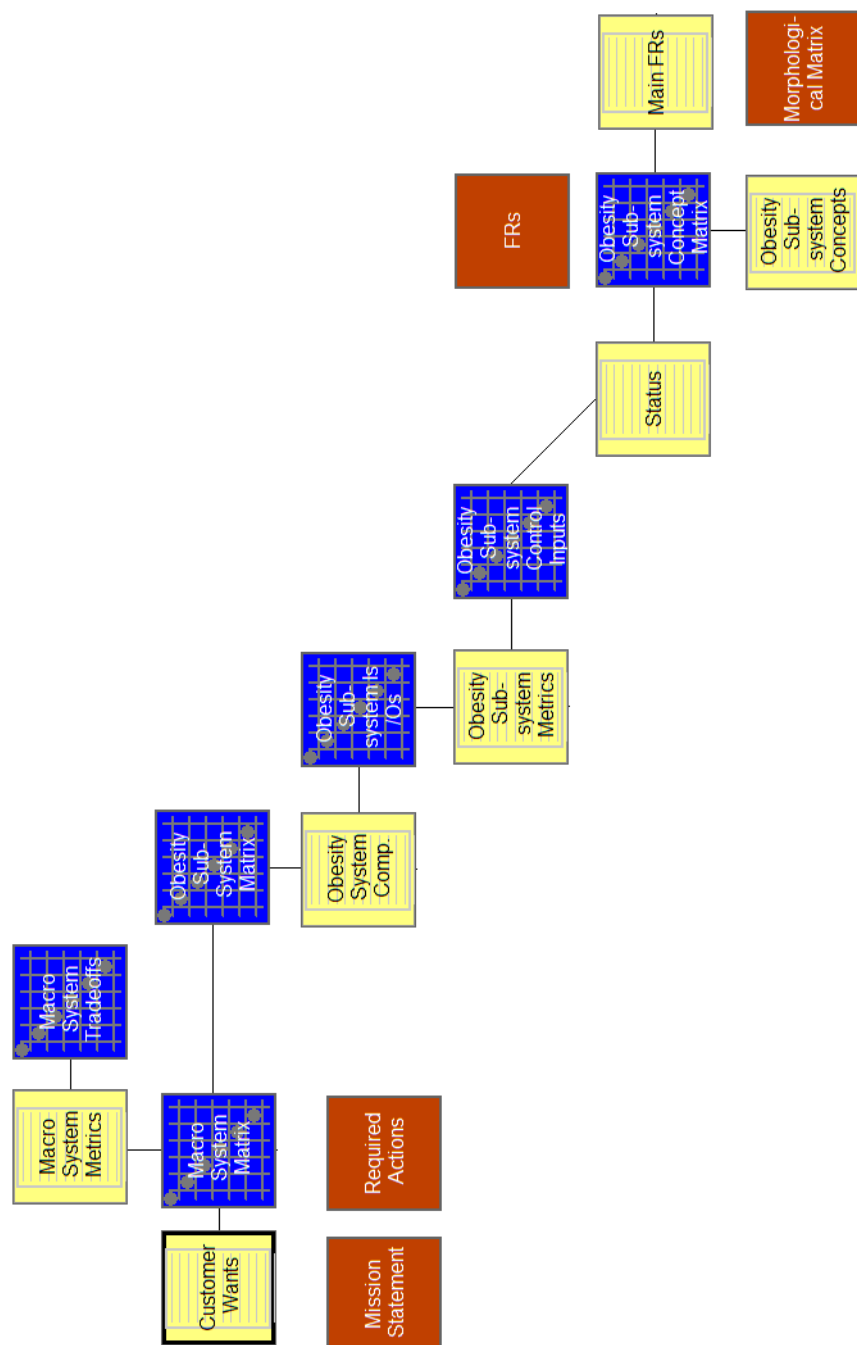 Macro
System
Metrics
Macro
System
Tradeoffs
Customer
Wants
Macro
System
Matrix
Obesity
Sub-
System
Matrix
Mission
Statement
Required
Actions
Obesity
System
Comp.
Obesity
Sub-
system Is
/Os
Obesity
Sub-
system
Metrics
Obesity
Sub-
system
Control
Inputs
FRs
Status
Obesity
Sub-
system
Concept
Matrix
Main FRs
Obesity
Sub-
system
Concepts
Morphologi-
cal Matrix